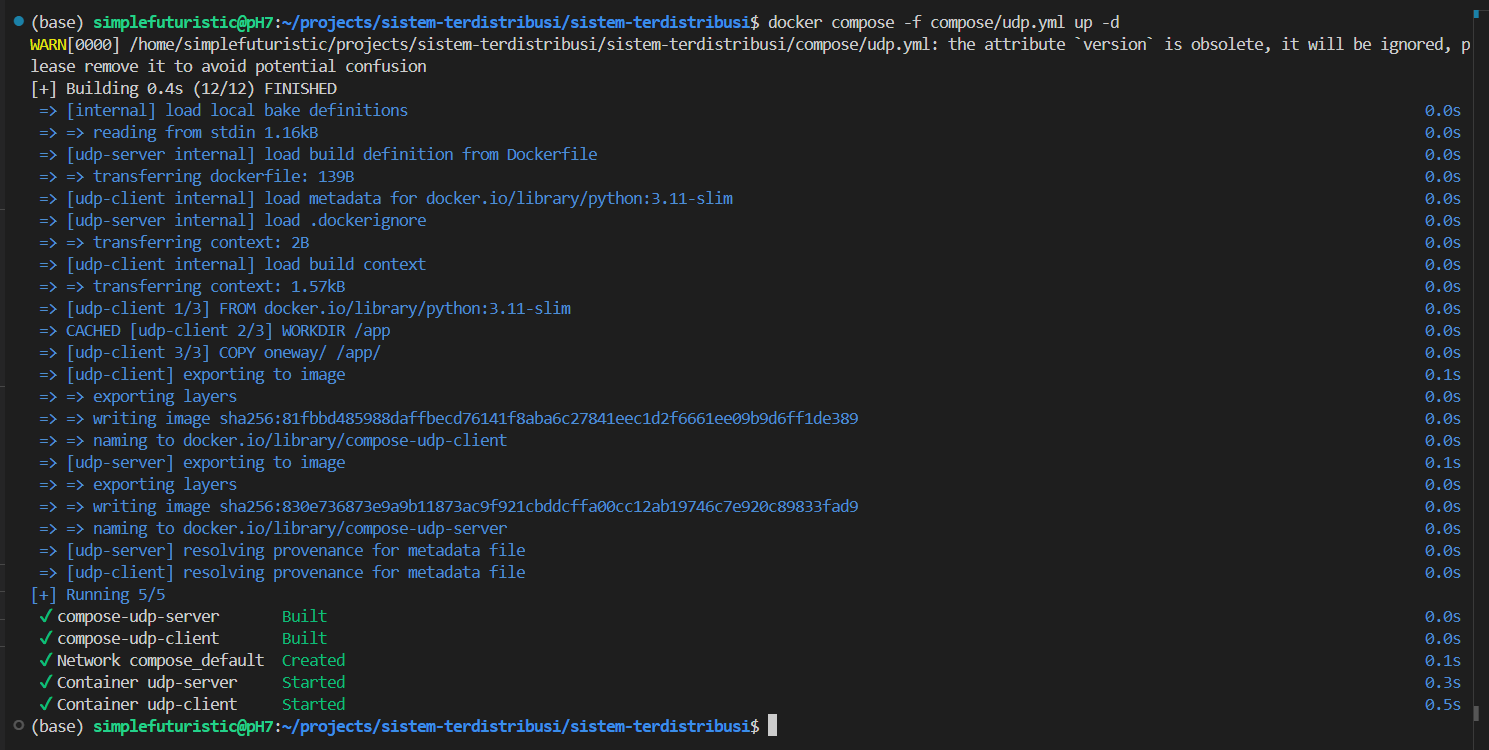 (base) simplefuturistic@pH7:~/projects/sistem-terdistribusi/sistem-terdistribusi$ docker compose -f compose/udp.yml up -d
WARN[0000] /home/simplefuturistic/projects/sistem-terdistribusi/sistem-terdistribusi/compose/udp.yml: the attribute `version` is obsolete, it will be ignored, p
lease remove it to avoid potential confusion
[+] Building 0.4s (12/12) FINISHED
=> [internal] load local bake definitions 0.0s
=> => reading from stdin 1.16kB 0.0s
=> [udp-server internal] load build definition from Dockerfile 0.0s
=> => transferring dockerfile: 139B 0.0s
=> [udp-client internal] load metadata for docker.io/library/python:3.11-slim 0.0s
=> [udp-server internal] load .dockerignore 0.0s
=> => transferring context: 2B 0.0s
=> [udp-client internal] load build context 0.0s
=> => transferring context: 1.57kB 0.0s
=> [udp-client 1/3] FROM docker.io/library/python:3.11-slim 0.0s
=> CACHED [udp-client 2/3] WORKDIR /app 0.0s
=> [udp-client 3/3] COPY oneway/ /app/ 0.0s
=> [udp-client] exporting to image 0.1s
=> => exporting layers 0.0s
=> => writing image sha256:81fbbd485988daffbecd76141f8aba6c27841eec1d2f6661ee09b9d6ff1de389 0.0s
=> => naming to docker.io/library/compose-udp-client 0.0s
=> [udp-server] exporting to image 0.1s
=> => exporting layers 0.0s
=> => writing image sha256:830e736873e9a9b11873ac9f921cbddcffa00cc12ab19746c7e920c89833fad9 0.0s
=> => naming to docker.io/library/compose-udp-server 0.0s
=> [udp-server] resolving provenance for metadata file 0.0s
=> [udp-client] resolving provenance for metadata file 0.0s
[+] Running 5/5
✔ compose-udp-server Built 0.0s
✔ compose-udp-client Built 0.0s
✔ Network compose_default Created 0.1s
✔ Container udp-server Started 0.3s
✔ Container udp-client Started 0.5s
(base) simplefuturistic@pH7:~/projects/sistem-terdistribusi/sistem-terdistribusi$